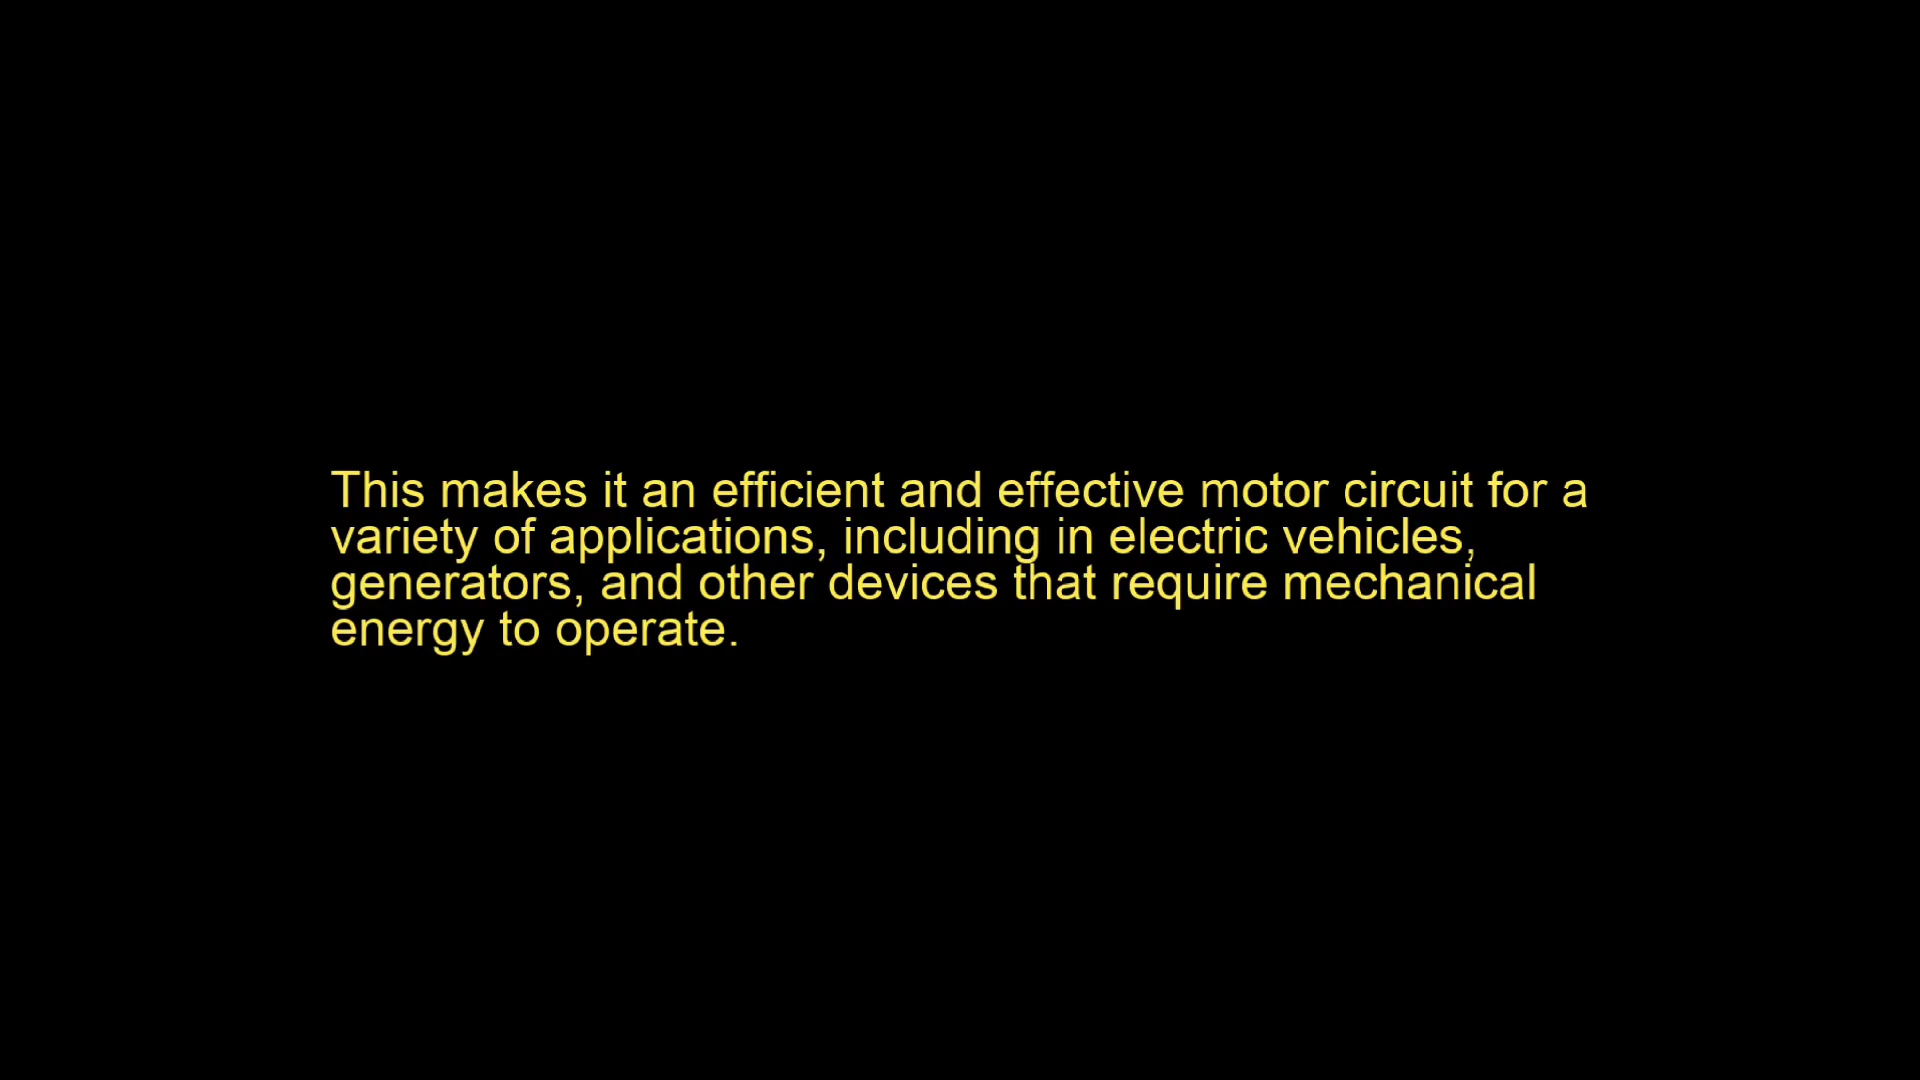 This makes it an efficient and effective motor circuit for a
variety of applications, including in electric vehicles,
generators, and other devices that require mechanical
energy to operate.